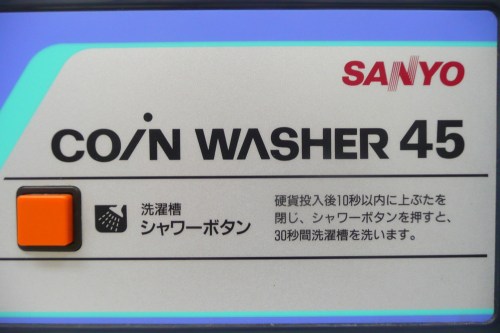 SANYO
COIN WASHER 45
洗濯槽
シャワーボタン
硬貨投入後10秒以内に上ぶたを
閉じ、シャワーボタンを押すと、
30秒間洗濯槽を洗います。